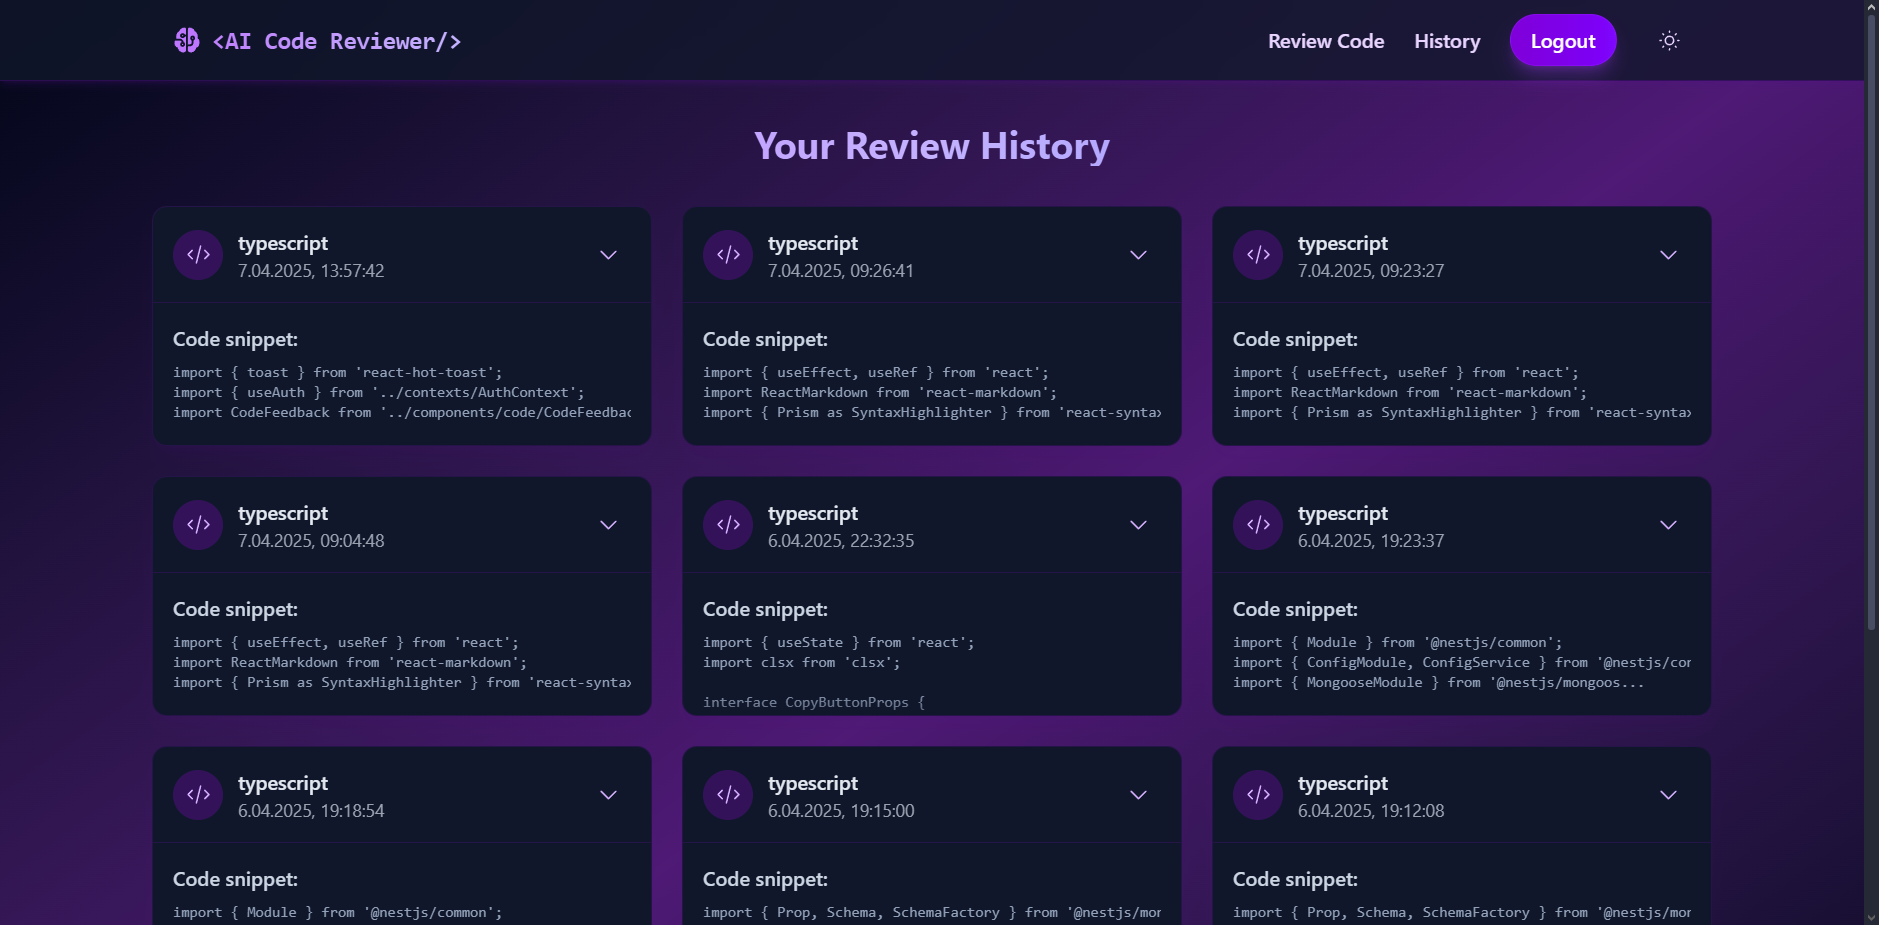 <AI Code Reviewer/>
Review Code
History
Logout
Your Review History
</>
typescript
7.04.2025, 13:57:42
Code snippet:
import { toast } from 'react-hot-toast';
import { useAuth } from '../contexts/AuthContext';
import CodeFeedback from '../components/code/CodeFeedbac
</>
typescript
7.04.2025, 09:26:41
Code snippet:
import { useEffect, useRef } from 'react';
import ReactMarkdown from 'react-markdown';
import { Prism as SyntaxHighlighter } from 'react-syntax
</>
typescript
7.04.2025, 09:23:27
Code snippet:
import { useEffect, useRef } from 'react';
import ReactMarkdown from 'react-markdown';
import { Prism as SyntaxHighlighter } from 'react-syntax
</>
typescript
7.04.2025, 09:04:48
Code snippet:
import { useEffect, useRef } from 'react';
import ReactMarkdown from 'react-markdown';
import { Prism as SyntaxHighlighter } from 'react-syntax
</>
typescript
6.04.2025, 22:32:35
Code snippet:
import { useState } from 'react';
import clsx from 'clsx';
interface CopyButtonProps {
</>
typescript
6.04.2025, 19:23:37
Code snippet:
import { Module } from '@nestjs/common';
import { ConfigModule, ConfigService } from '@nestjs/con
import { MongooseModule } from '@nestjs/mongoos...
</>
typescript
6.04.2025, 19:18:54
Code snippet:
import { Module } from '@nestjs/common';
</>
typescript
6.04.2025, 19:15:00
Code snippet:
import { Prop, Schema, SchemaFactory } from '@nestjs/mon
</>
typescript
6.04.2025, 19:12:08
Code snippet:
import { Prop, Schema, SchemaFactory } from '@nestjs/mon